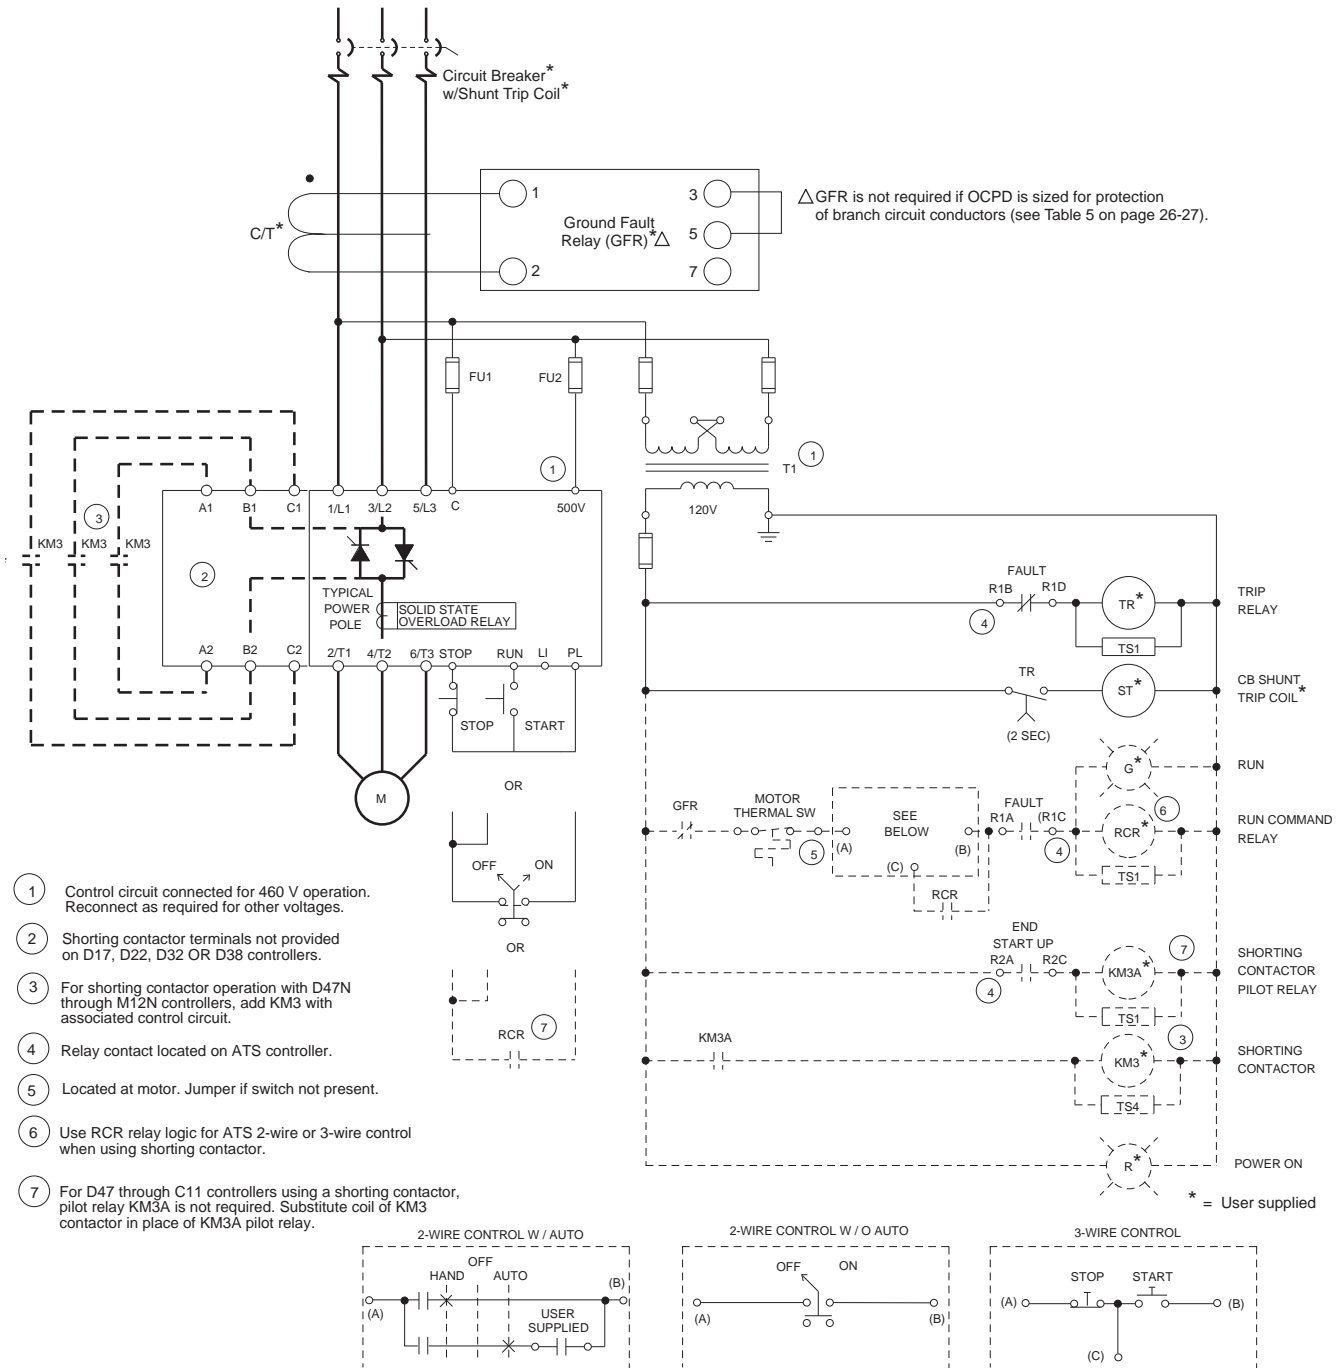 Circuit Breaker*
w/Shunt Trip Coil*
C/T*
1
2
Ground Fault
Relay (GFR)*△
3
5
7
△ GFR is not required if OCPD is sized for protection
of branch circuit conductors (see Table 5 on page 26-27).
FU1
FU2
1
T1
1
120V
A1 B1 C1 1/L1 3/L2 5/L3 C 500V
KM3 KM3 KM3
3
2
TYPICAL
POWER
POLE
SOLID STATE
OVERLOAD RELAY
A2 B2 C2 2/T1 4/T2 6/T3 STOP RUN LI PL
STOP START
M
OR
OFF ON
OR
RCR 7
FAULT
R1B R1D
4
TR*
TS1
TRIP
RELAY
TR
(2 SEC)
ST*
CB SHUNT
TRIP COIL*
G*
RUN
GFR
MOTOR
THERMAL SW
5
SEE
BELOW
(A)
(B)
(C)
RCR
FAULT
R1A (R1C
4
6
RCR*
TS1
RUN COMMAND
RELAY
END
START UP
R2A R2C
4
7
KM3A*
TS1
SHORTING
CONTACTOR
PILOT RELAY
KM3A
3
KM3*
TS4
SHORTING
CONTACTOR
R*
POWER ON
* = User supplied
1 Control circuit connected for 460 V operation.
Reconnect as required for other voltages.
2 Shorting contactor terminals not provided
on D17, D22, D32 OR D38 controllers.
3 For shorting contactor operation with D47N
through M12N controllers, add KM3 with
associated control circuit.
4 Relay contact located on ATS controller.
5 Located at motor. Jumper if switch not present.
6 Use RCR relay logic for ATS 2-wire or 3-wire control
when using shorting contactor.
7 For D47 through C11 controllers using a shorting contactor,
pilot relay KM3A is not required. Substitute coil of KM3
contactor in place of KM3A pilot relay.
2-WIRE CONTROL W / AUTO
OFF
HAND AUTO
(A)
(B)
USER
SUPPLIED
2-WIRE CONTROL W / O AUTO
OFF ON
(A)
(B)
3-WIRE CONTROL
STOP START
(A)
(B)
(C)